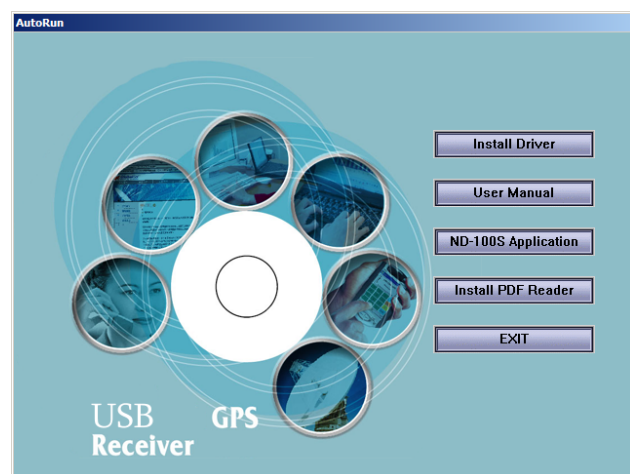 AutoRun
Install Driver
User Manual
ND-100S Application
Install PDF Reader
EXIT
USB GPS
Receiver